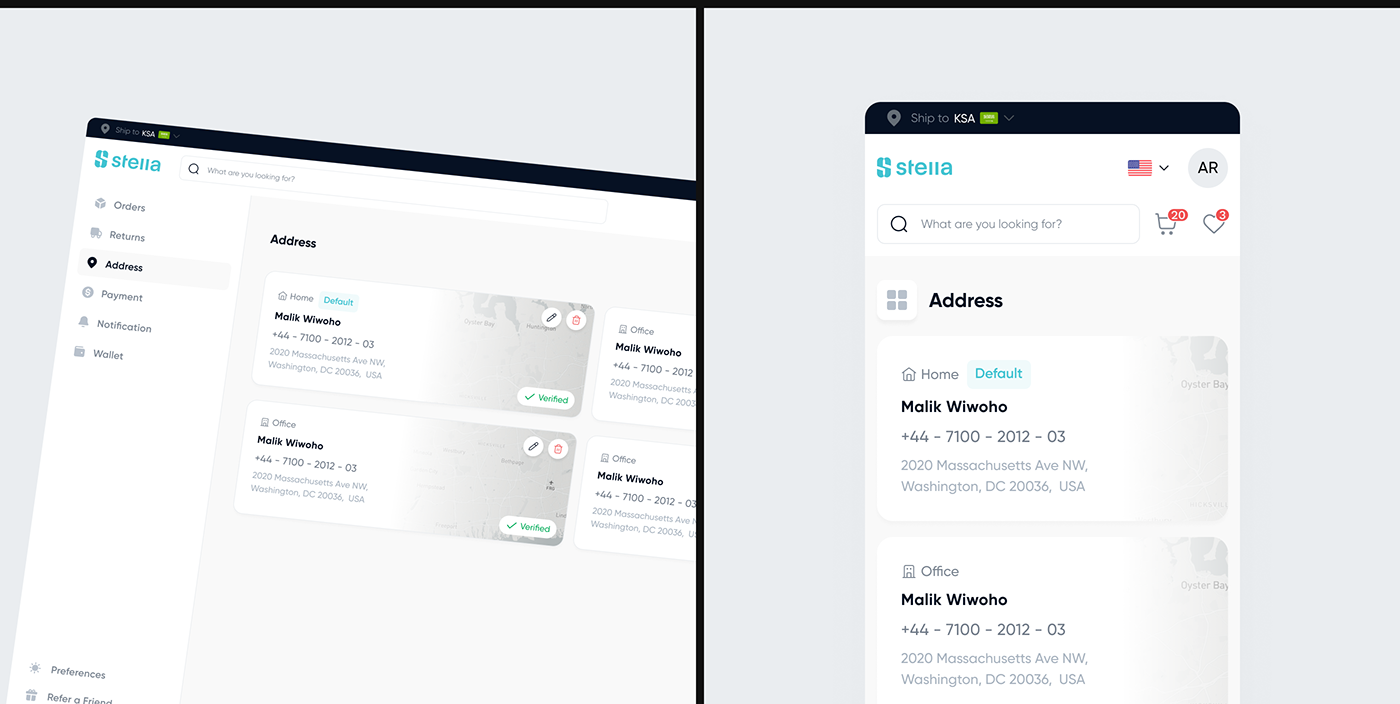 Ship to KSA
stella
What are you looking for?
Orders
Returns
Address
Payment
Notification
Wallet
Preferences
Refer a Friend
Address
Home Default
Malik Wiwoho
+44 - 7100 - 2012 - 03
2020 Massachusetts Ave NW,
Washington, DC 20036, USA
Oyster Bay
Huntington
Verified
Office
Malik Wiwoho
+44 - 7100 - 2012
2020 Massachusetts
Washington, DC 2003
Office
Malik Wiwoho
+44 - 7100 - 2012 - 03
2020 Massachusetts Ave NW,
Washington, DC 20036, USA
Verified
Office
Malik Wiwoho
+44 - 7100 - 2012 - 03
2020 Massachusetts Ave N
Washington, DC 20036, US
Ship to KSA
stella
AR
What are you looking for?
20
3
Address
Home Default
Malik Wiwoho
+44 - 7100 - 2012 - 03
2020 Massachusetts Ave NW,
Washington, DC 20036, USA
Oyster Bay
Office
Malik Wiwoho
+44 - 7100 - 2012 - 03
2020 Massachusetts Ave NW,
Washington, DC 20036, USA
Oyster Bay